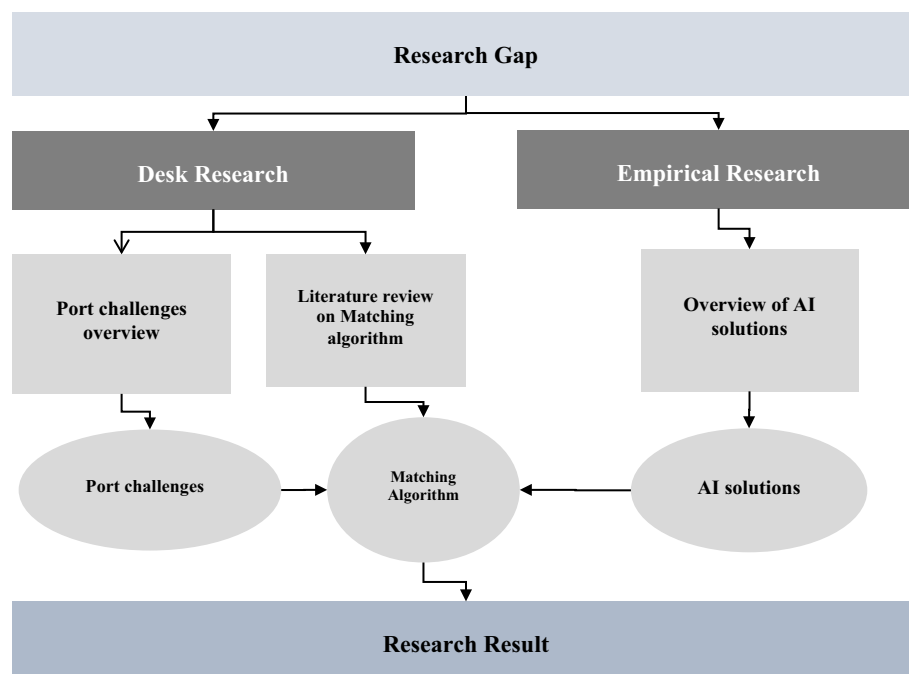 Research Gap
Desk Research
Empirical Research
Port challenges
overview
Literature review
on Matching
algorithm
Overview of AI
solutions
Port challenges
Matching
Algorithm
AI solutions
Research Result